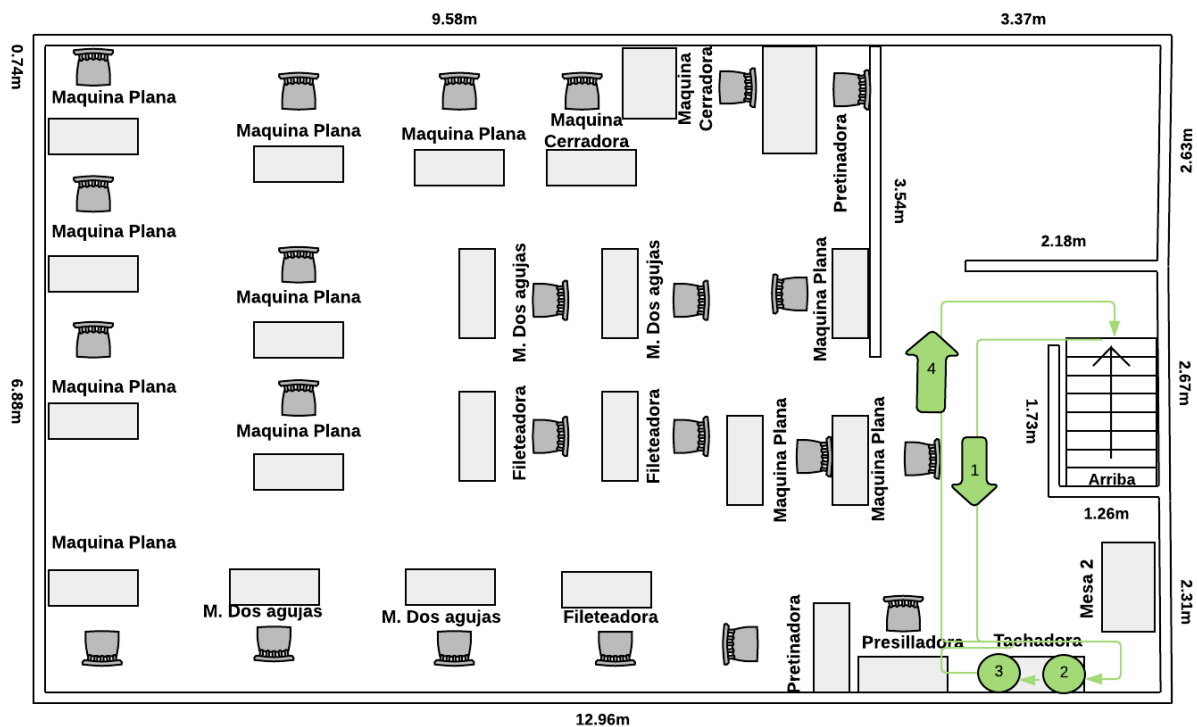 9.58m
3.37m
0.74m
Maquina Plana
Maquina Plana
Maquina Plana
Maquina
Cerradora
Maquina
Cerradora
Pretinadora
2.63m
3.54m
Maquina Plana
2.18m
Maquina Plana
M. Dos agujas
M. Dos agujas
Maquina Plana
4
Maquina Plana
6.88m
Maquina Plana
Fileteadora
Fileteadora
Maquina Plana
Maquina Plana
1
1.73m
2.67m
Arriba
1.26m
Maquina Plana
M. Dos agujas
M. Dos agujas
Fileteadora
Pretinadora
Presilladora
Tachadora
Mesa 2
2.31m
3
2
12.96m